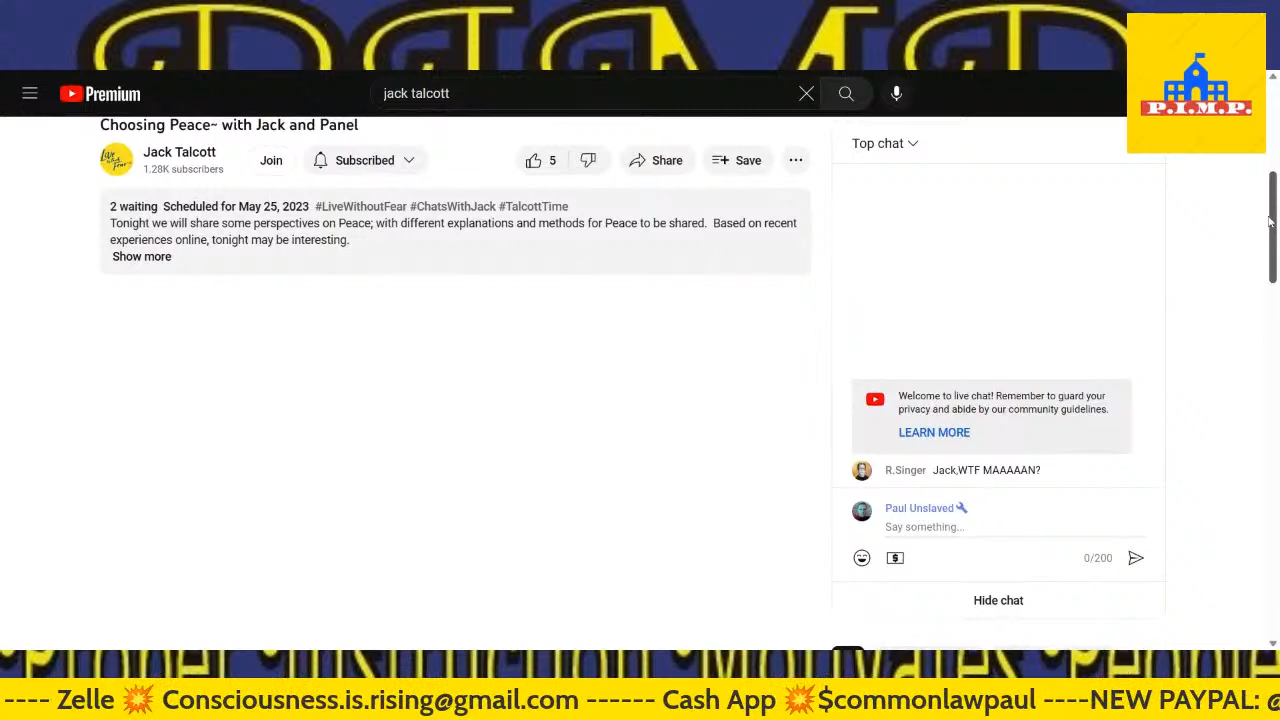 P.I.M.P.
Premium
jack talcott
Choosing Peace~ with Jack and Panel
Jack Talcott
1.28K subscribers
Join
Subscribed
5
Share
Save
2 waiting Scheduled for May 25, 2023 #LiveWithoutFear #ChatsWithJack #TalcottTime
Tonight we will share some perspectives on Peace; with different explanations and methods for Peace to be shared. Based on recent
experiences online, tonight may be interesting.
Show more
Top chat
Welcome to live chat! Remember to guard your
privacy and abide by our community guidelines.
LEARN MORE
R.Singer Jack,WTF MAAAAAN?
Paul Unslaved
Say something...
0/200
Hide chat
Proper Instruction Motivates People
---- Zelle 💥 Consciousness.is.rising@gmail.com ------ Cash App 💥$commonlawpaul ----NEW PAYPAL: @